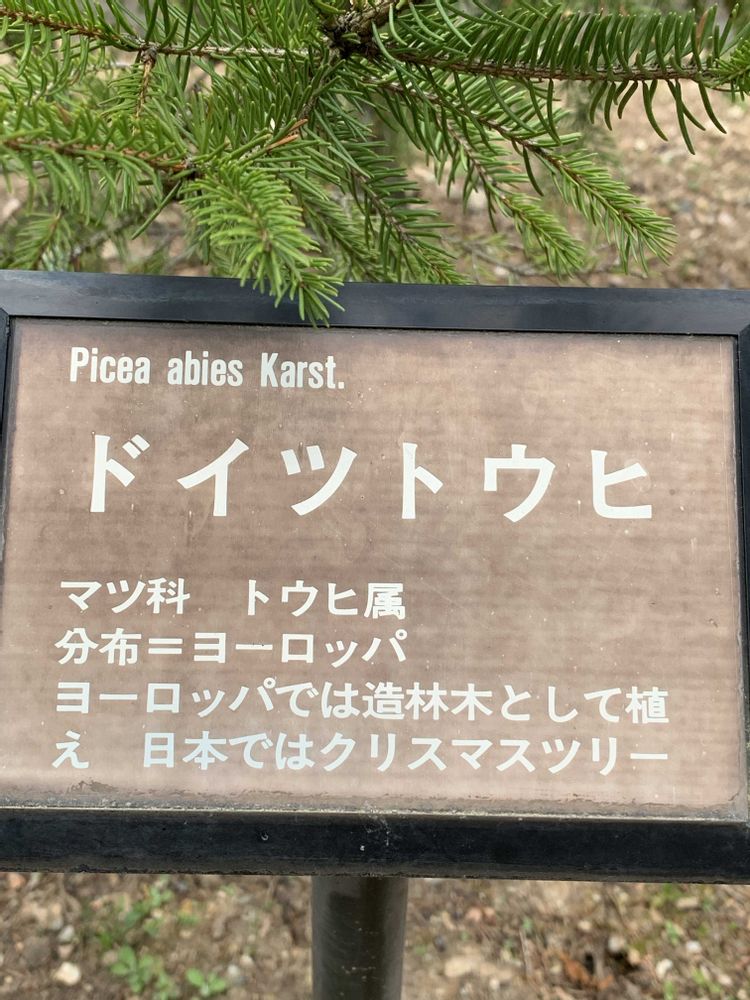 Picea abies Karst.
ドイツトウヒ
マツ科　トウヒ属
分布＝ヨーロッパ
ヨーロッパでは造林木として植
え　日本ではクリスマスツリー